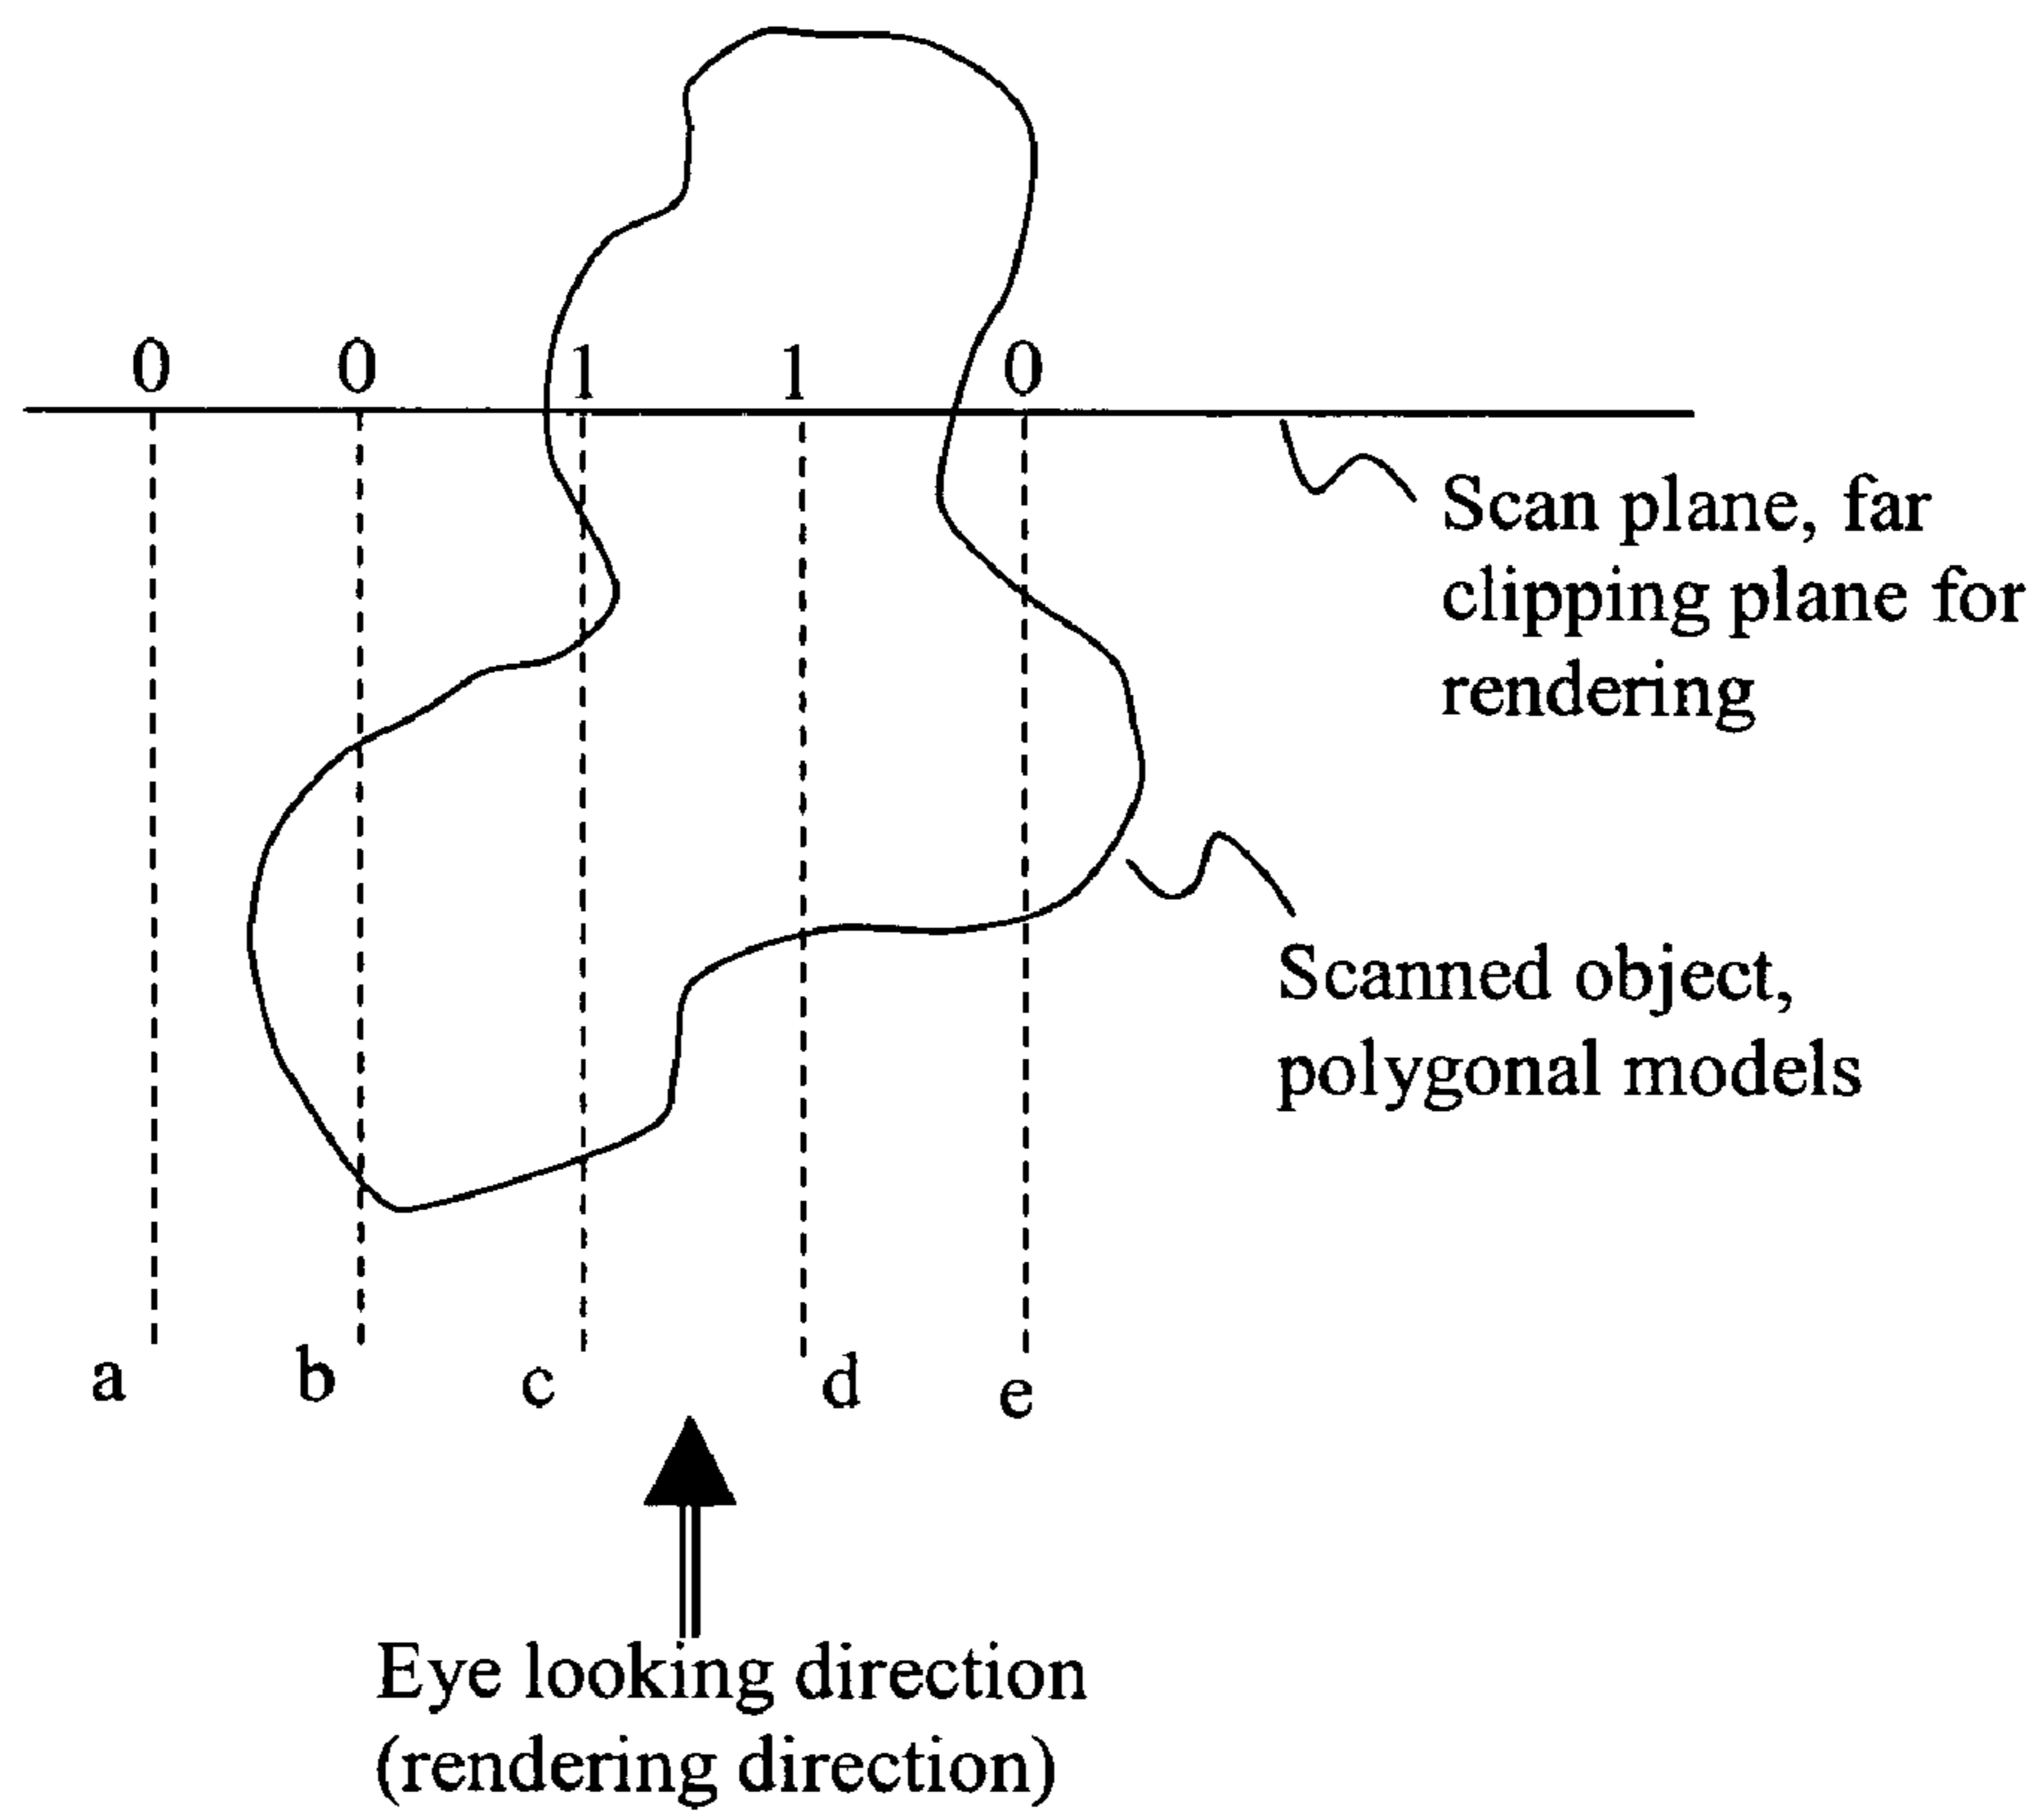 0 0 1 1 0
Scan plane, far
clipping plane for
rendering
Scanned object,
polygonal models
a b c d e
Eye looking direction
(rendering direction)